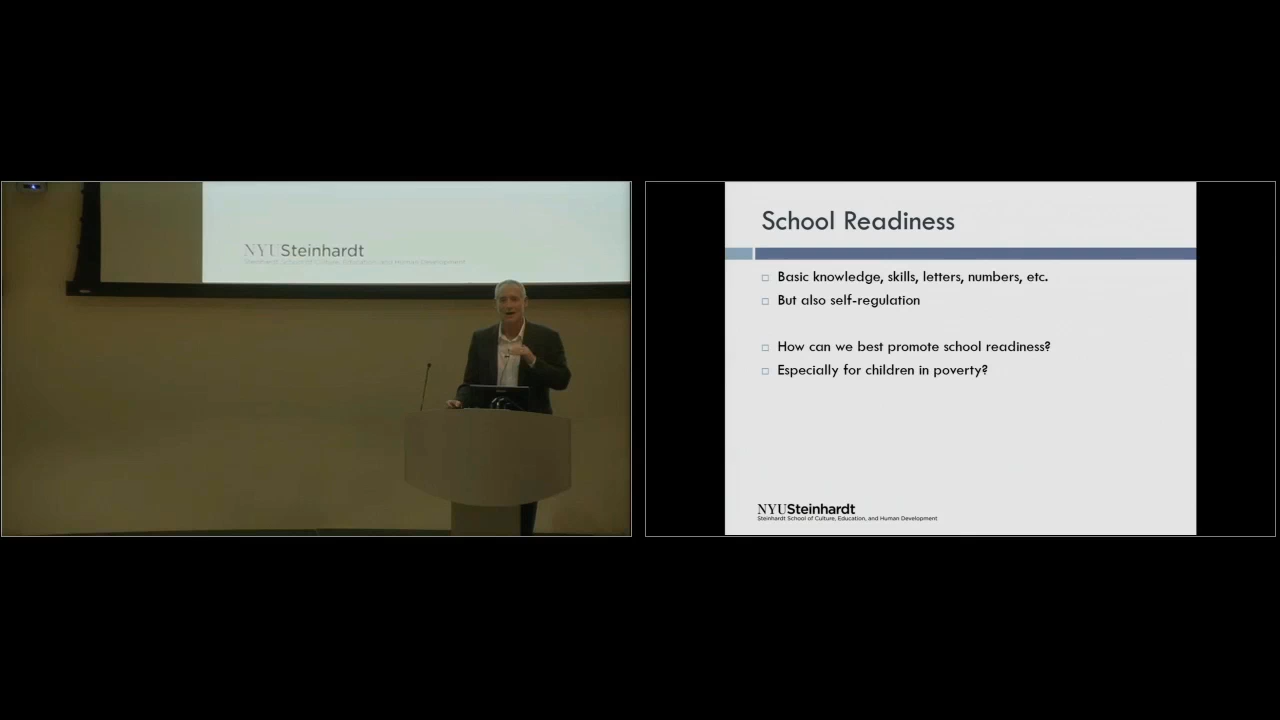 NYUSteinhardt
School Readiness
Basic knowledge, skills, letters, numbers, etc.
But also self-regulation
How can we best promote school readiness?
Especially for children in poverty?
NYUSteinhardt
Steinhardt School of Culture, Education, and Human Development